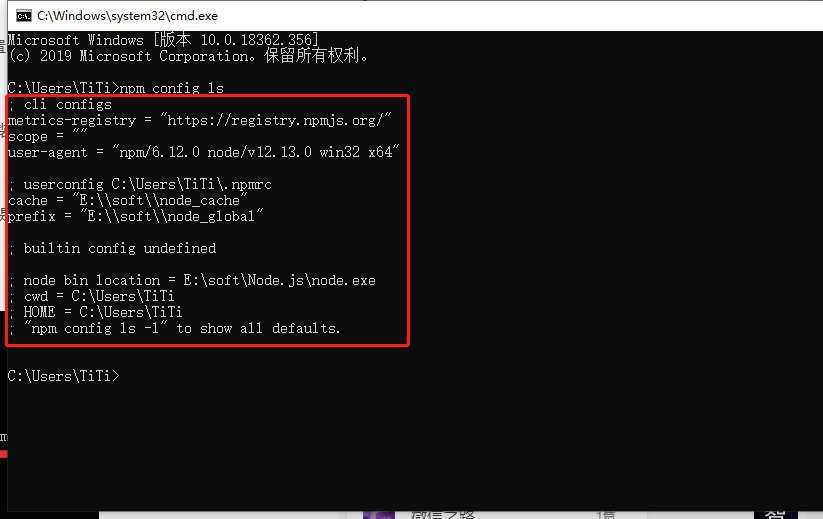 C:\Windows\system32\cmd.exe
Microsoft Windows [版本 10.0.18362.356]
(c) 2019 Microsoft Corporation。保留所有权利。
C:\Users\TiTi>npm config ls
; cli configs
metrics-registry = "https://registry.npmjs.org/"
scope = ""
user-agent = "npm/6.12.0 node/v12.13.0 win32 x64"
; userconfig C:\Users\TiTi\.npmrc
cache = "E:\\soft\\node_cache"
prefix = "E:\\soft\\node_global"
; builtin config undefined
; node bin location = E:\soft\Node.js\node.exe
; cwd = C:\Users\TiTi
; HOME = C:\Users\TiTi
; "npm config ls -l" to show all defaults.
C:\Users\TiTi>